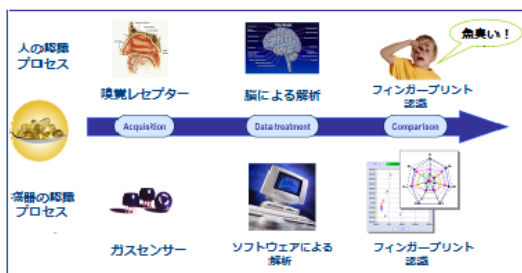 人の認識
プロセス
魚臭い！
嗅覚レセプター
脳による解析
フィンガープリント
認識
Acquisition
Data treatment
Comparison
機器の認識
プロセス
ガスセンサー
ソフトウェアによる
解析
フィンガープリント
認識